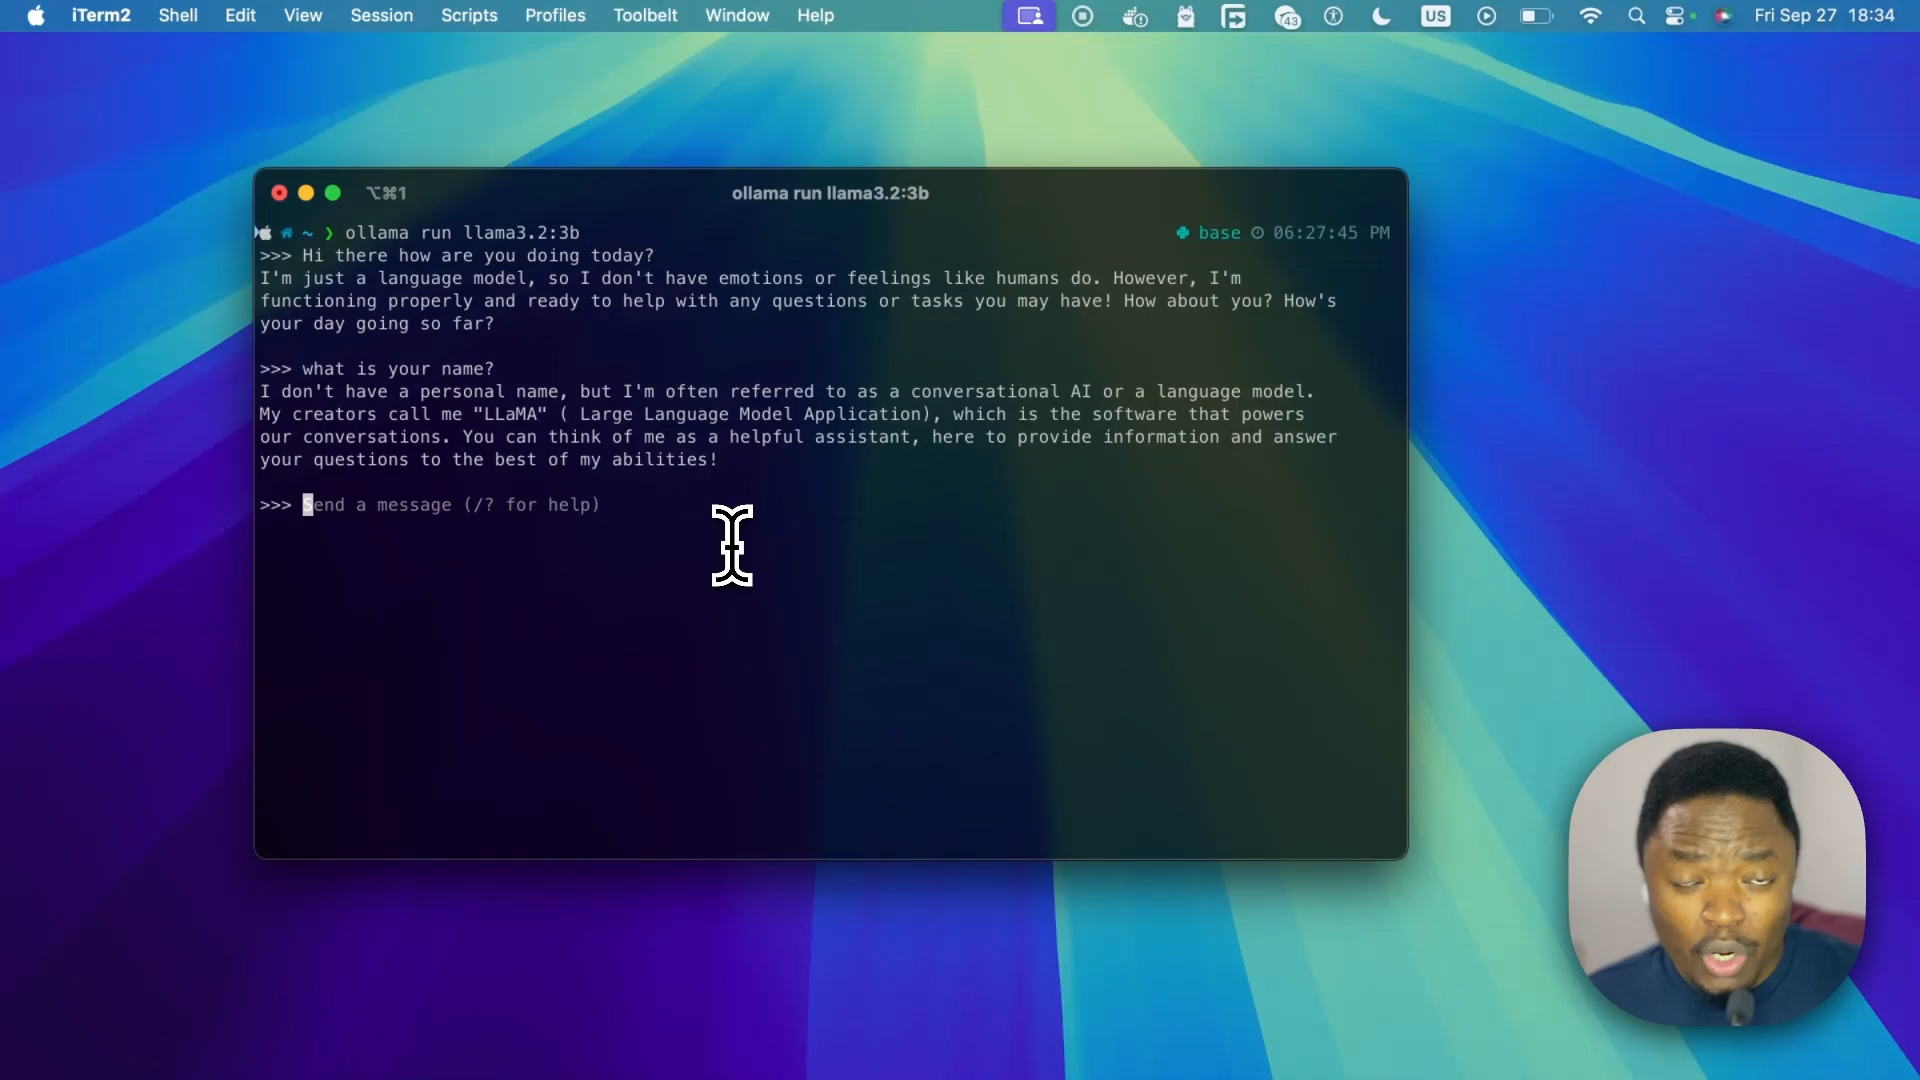 iTerm2 Shell Edit View Session Scripts Profiles Toolbelt Window Help 43 US Fri Sep 27 18:34
⌥⌘1 ollama run llama3.2:3b
~ ❯ ollama run llama3.2:3b base 06:27:45 PM
>>> Hi there how are you doing today?
I'm just a language model, so I don't have emotions or feelings like humans do. However, I'm
functioning properly and ready to help with any questions or tasks you may have! How about you? How's
your day going so far?
>>> what is your name?
I don't have a personal name, but I'm often referred to as a conversational AI or a language model.
My creators call me "LLaMA" ( Large Language Model Application), which is the software that powers
our conversations. You can think of me as a helpful assistant, here to provide information and answer
your questions to the best of my abilities!
>>> Send a message (/? for help)